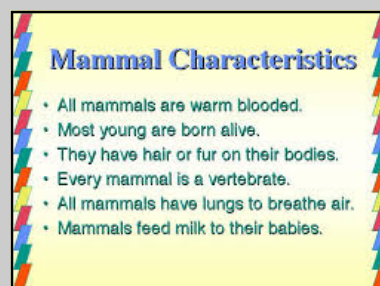 Mammal Characteristics
• All mammals are warm blooded.
• Most young are born alive.
• They have hair or fur on their bodies.
• Every mammal is a vertebrate.
• All mammals have lungs to breathe air.
• Mammals feed milk to their babies.